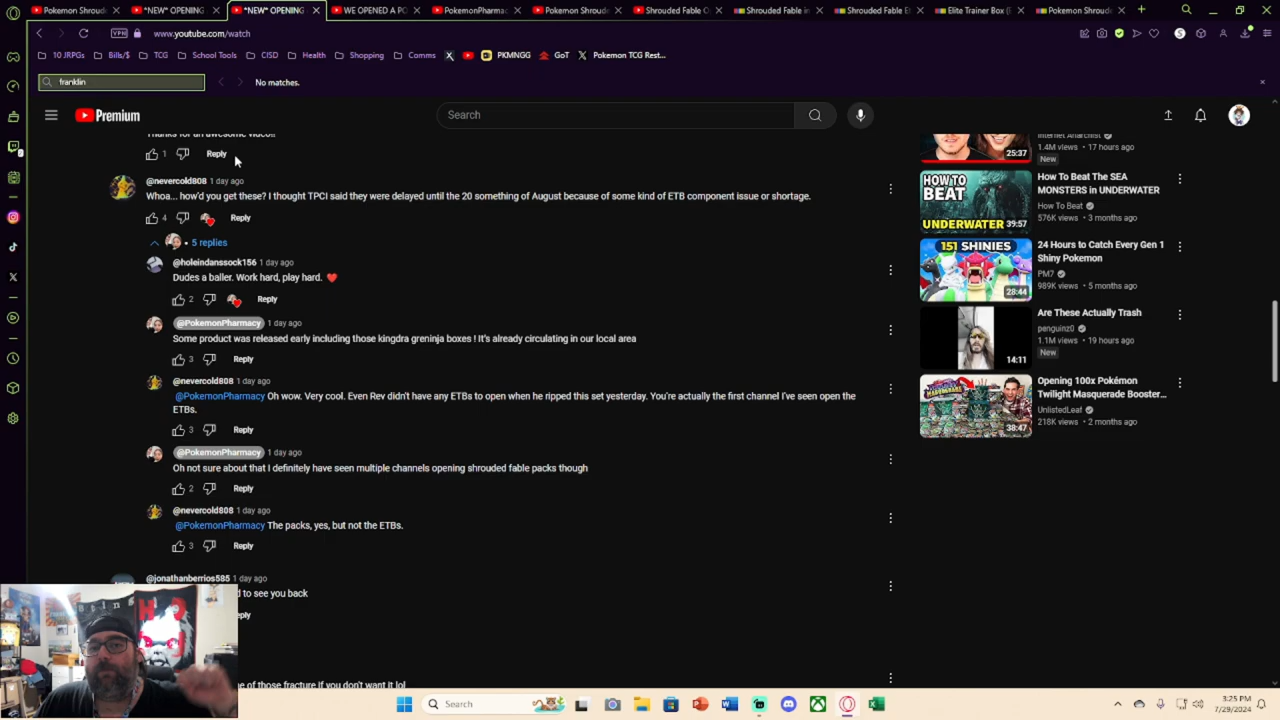 Pokemon Shroude
*NEW* OPENING
*NEW* OPENING
WE OPENED A PO
PokemonPharmac
Pokemon Shroude
Shrouded Fable O
Shrouded Fable in
Shrouded Fable E
Elite Trainer Box (
Pokemon Shroude
VPN
www.youtube.com/watch
10 JRPGs
Bills/$
TCG
School Tools
CISD
Health
Shopping
Comms
PKMNGG
GoT
Pokemon TCG Rest...
franklin
No matches.
Premium
Search
Thanks for an awesome video!!
1
Reply
@nevercold808 1 day ago
Whoa... how'd you get these? I thought TPCI said they were delayed until the 20 something of August because of some kind of ETB component issue or shortage.
4
Reply
5 replies
@holeindanssock156 1 day ago
Dudes a baller. Work hard, play hard. ❤️
2
Reply
@PokemonPharmacy 1 day ago
Some product was released early including those kingdra greninja boxes ! It's already circulating in our local area
3
Reply
@nevercold808 1 day ago
@PokemonPharmacy Oh wow. Very cool. Even Rev didn't have any ETBs to open when he ripped this set yesterday. You're actually the first channel I've seen open the
ETBs.
3
Reply
@PokemonPharmacy 1 day ago
Oh not sure about that I definitely have seen multiple channels opening shrouded fable packs though
2
Reply
@nevercold808 1 day ago
@PokemonPharmacy The packs, yes, but not the ETBs.
3
Reply
@jonathanberrios585 1 day ago
d to see you back
eply
ne of those fracture if you don't want it lol
25:37
Internet Anarchist
1.4M views • 17 hours ago
New
HOW TO
BEAT
THE
UNDERWATER
39:57
How To Beat The SEA
MONSTERS in UNDERWATER
How To Beat
576K views • 3 months ago
151 SHINIES
28:44
24 Hours to Catch Every Gen 1
Shiny Pokemon
PM7
989K views • 5 months ago
14:11
Are These Actually Trash
penguinz0
1.1M views • 19 hours ago
New
38:47
Opening 100x Pokémon
Twilight Masquerade Booster...
UnlistedLeaf
218K views • 2 months ago
Search
3:25 PM
7/29/2024